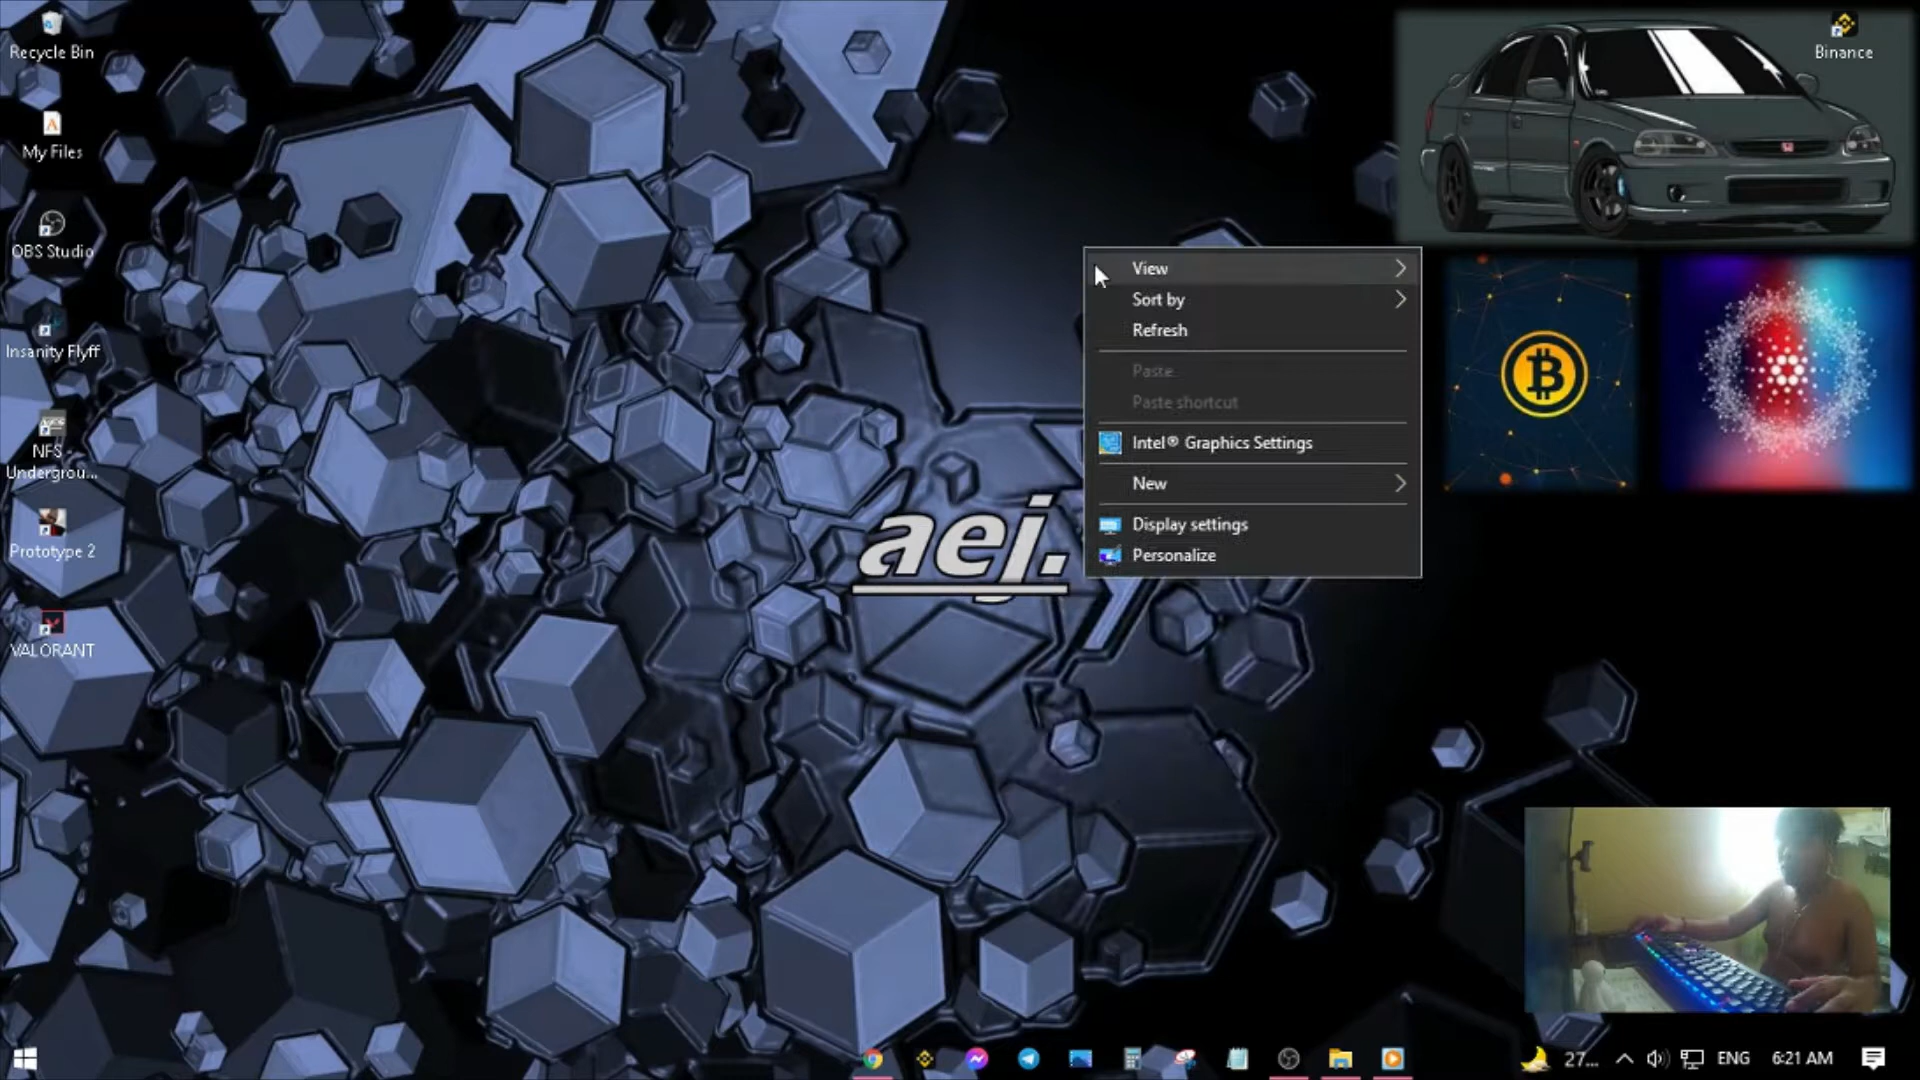 Recycle Bin
My Files
OBS Studio
Insanity Flyff
NFS
Undergrou...
Prototype 2
VALORANT
Binance
aej.
View
Sort by
Refresh
Paste
Paste shortcut
Intel® Graphics Settings
New
Display settings
Personalize
27...
ENG
6:21 AM